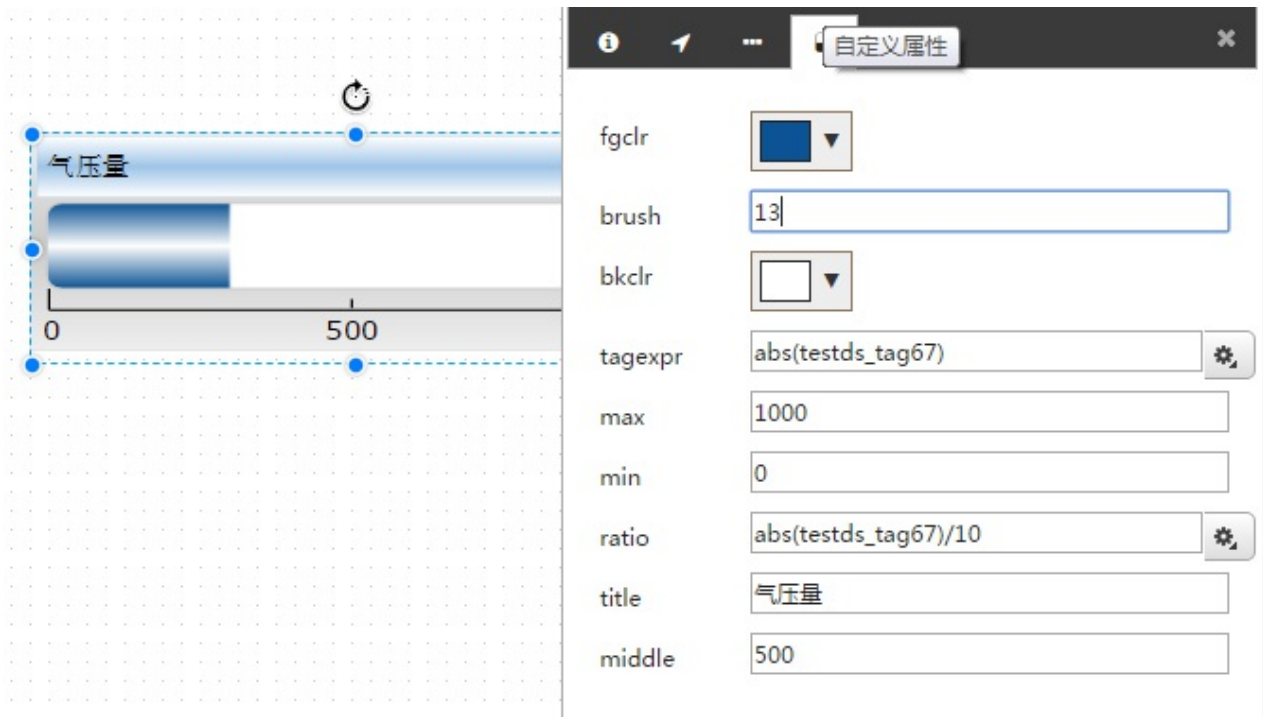 自定义属性
气压量
0
500
fgclr
brush
13
bkclr
tagexpr
abs(testds_tag67)
max
1000
min
0
ratio
abs(testds_tag67)/10
title
气压量
middle
500